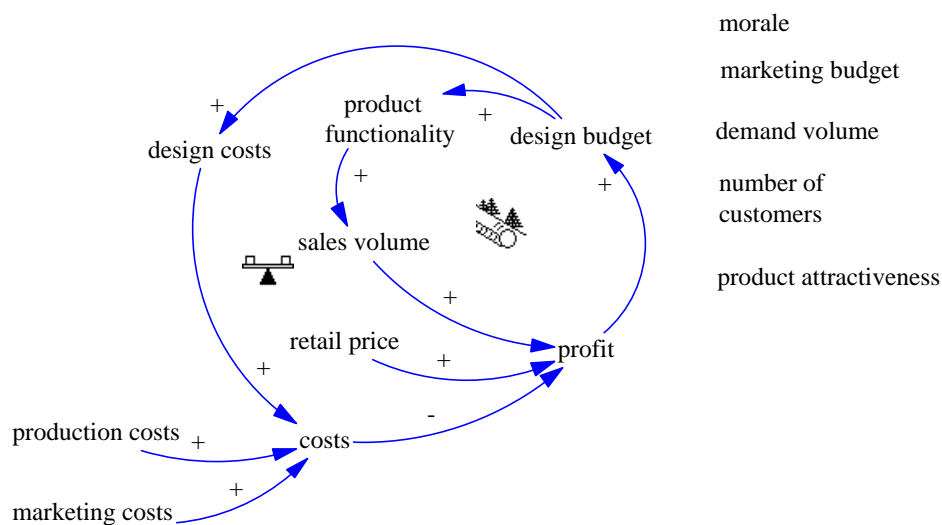 morale
marketing budget
+
product
functionality
+
design budget
demand volume
design costs
+
+
number of
customers
sales volume
product attractiveness
+
retail price
+
profit
+
-
production costs
+
costs
+
marketing costs